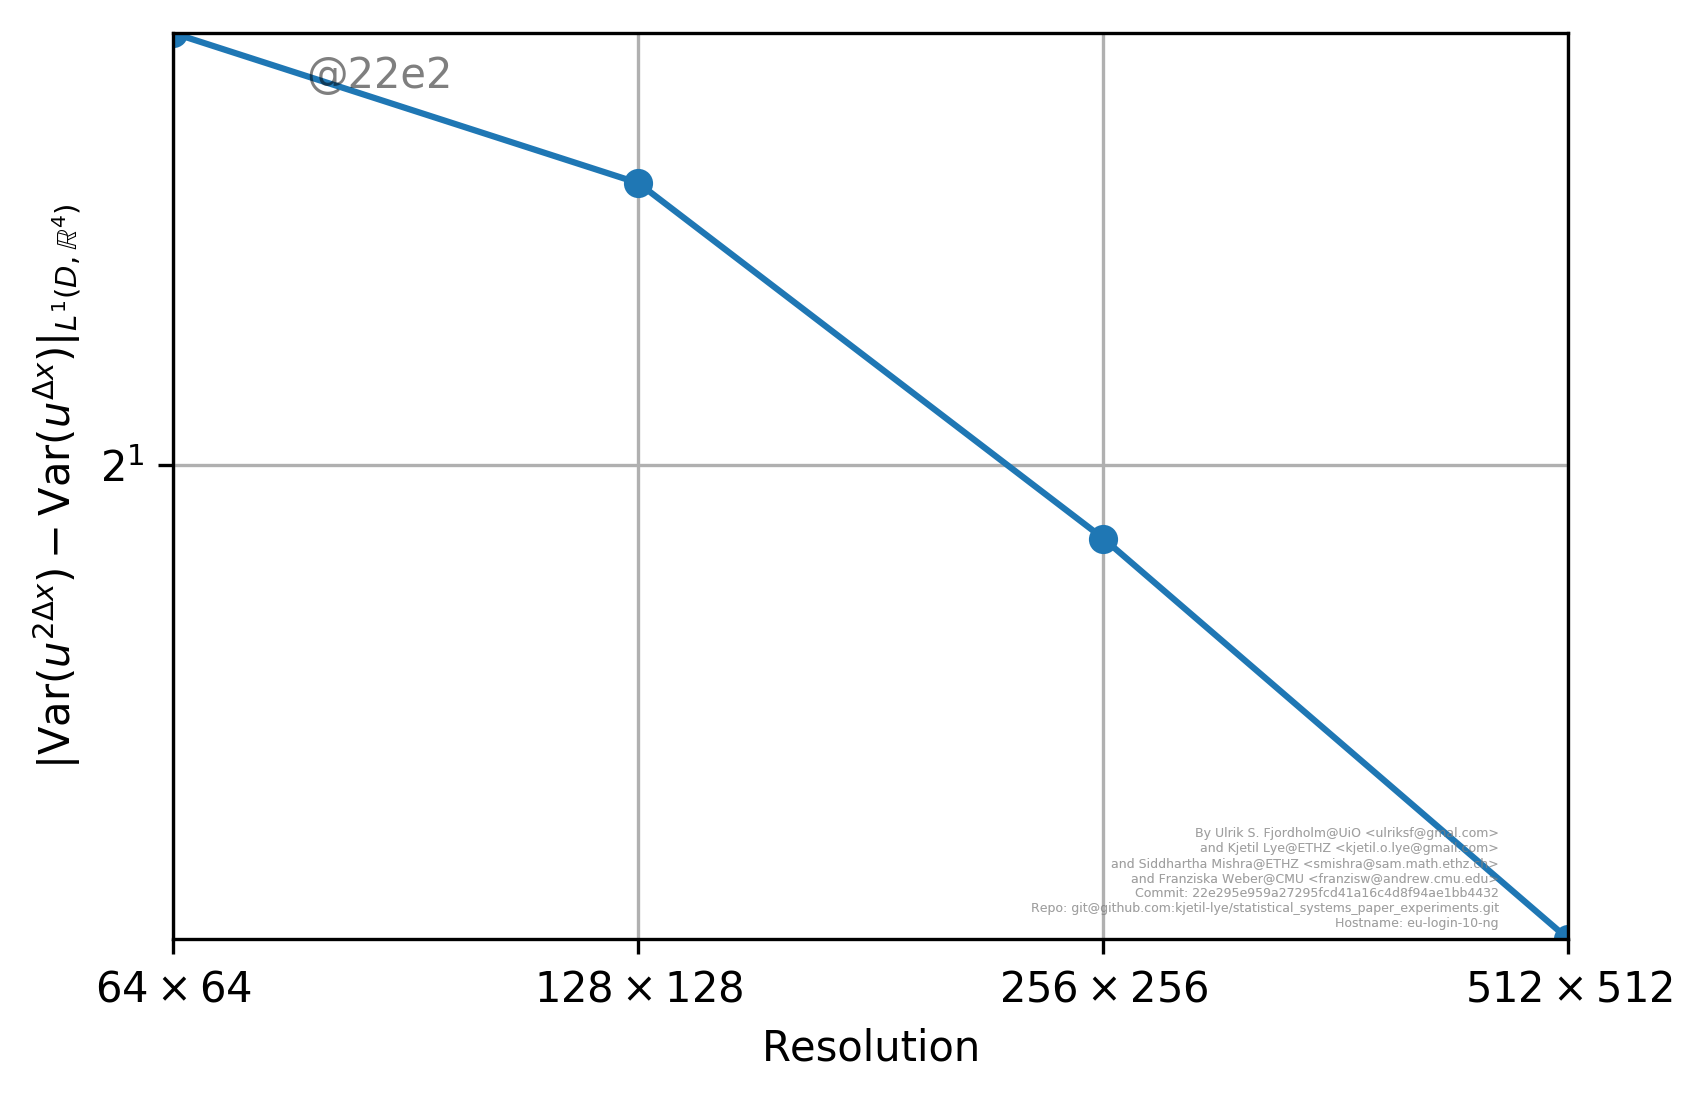 @22e2
|Var(u^{2Δx}) − Var(u^{Δx})|_{L^1(D, ℝ^4)}
2^1
By Ulrik S. Fjordholm@UiO <ulriksf@gmal.com>
and Kjetil Lye@ETHZ <kjetil.o.lye@gmail.com>
and Siddhartha Mishra@ETHZ <smishra@sam.math.ethz.ch>
and Franziska Weber@CMU <franzisw@andrew.cmu.edu>
Commit: 22e295e959a27295fcd41a16c4d8f94ae1bb4432
Repo: git@github.com:kjetil-lye/statistical_systems_paper_experiments.git
Hostname: eu-login-10-ng
64 × 64 128 × 128 256 × 256 512 × 512
Resolution